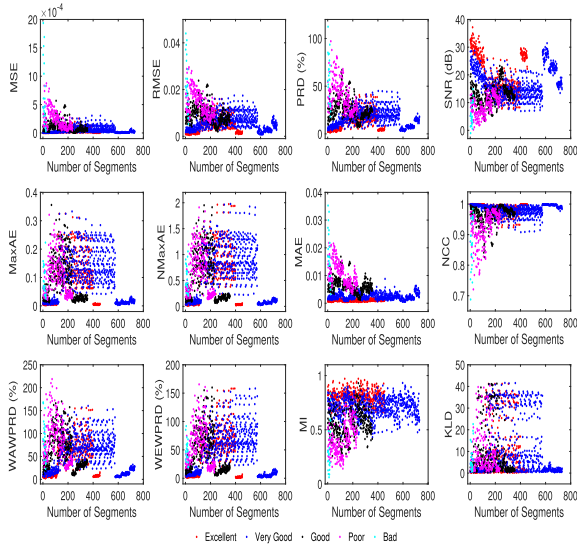 20 ×10⁻⁴
15
10
5
0
MSE
0 200 400 600 800
Number of Segments
0.04
0.02
0
RMSE
0 200 400 600 800
Number of Segments
100
50
0
PRD (%)
0 200 400 600 800
Number of Segments
40
30
20
10
0
SNR (dB)
0 200 400 600 800
Number of Segments
0.4
0.3
0.2
0.1
0
MaxAE
0 200 400 600 800
Number of Segments
2
1.5
1
0.5
0
NMaxAE
0 200 400 600 800
Number of Segments
0.04
0.03
0.02
0.01
0
MAE
0 200 400 600 800
Number of Segments
1
0.9
0.8
0.7
NCC
0 200 400 600 800
Number of Segments
250
200
150
100
50
0
WAWPRD (%)
0 200 400 600 800
Number of Segments
200
150
100
50
0
WEWPRD (%)
0 200 400 600 800
Number of Segments
1
0.5
0
MI
0 200 400 600 800
Number of Segments
50
40
30
20
10
0
KLD
0 200 400 600 800
Number of Segments
Excellent Very Good Good Poor Bad